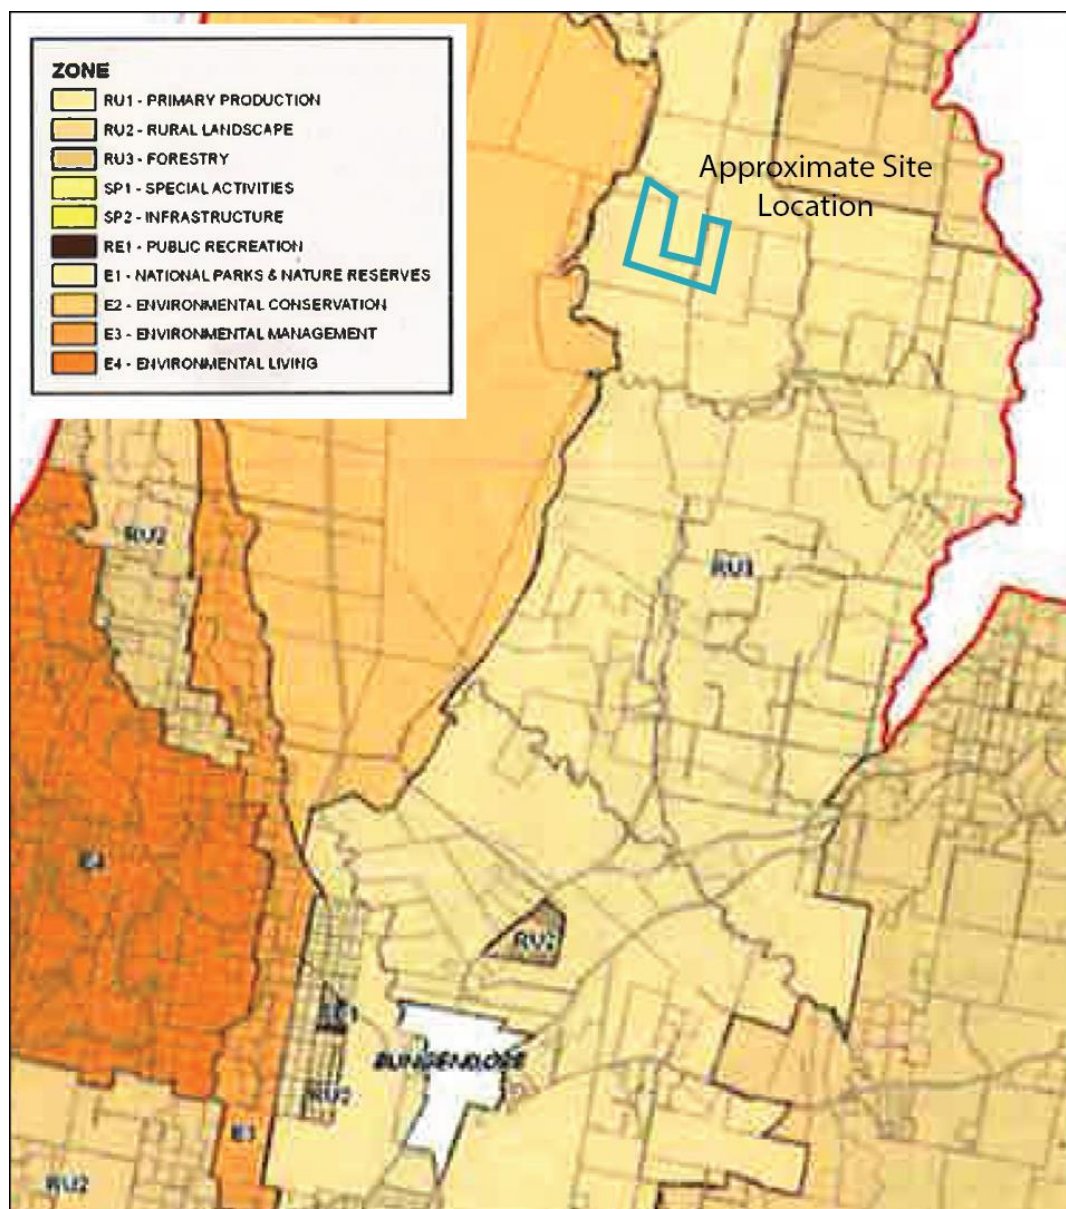 ZONE
RU1 - PRIMARY PRODUCTION
RU2 - RURAL LANDSCAPE
RU3 - FORESTRY
SP1 - SPECIAL ACTIVITIES
SP2 - INFRASTRUCTURE
RE1 - PUBLIC RECREATION
E1 - NATIONAL PARKS & NATURE RESERVES
E2 - ENVIRONMENTAL CONSERVATION
E3 - ENVIRONMENTAL MANAGEMENT
E4 - ENVIRONMENTAL LIVING
Approximate Site
Location
RU2
RU1
E4
RU2
RE1
BUNGENDORE
RU2
E3
RU2